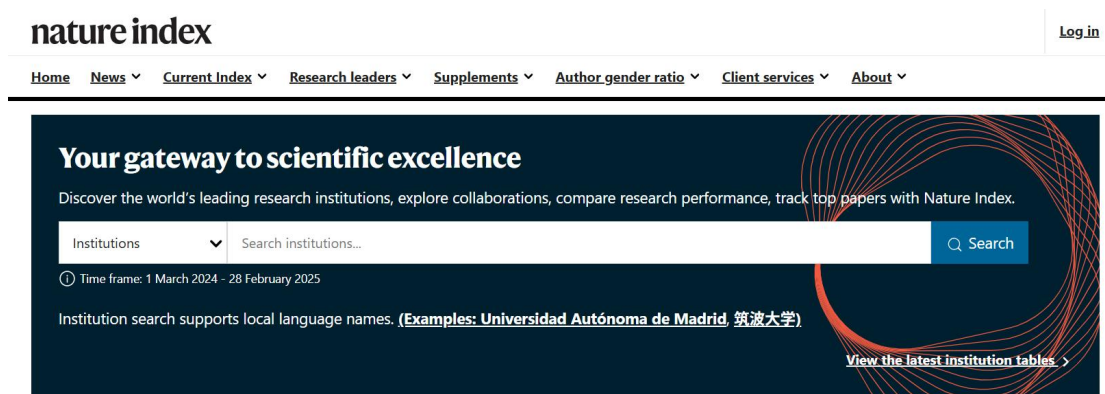 nature index
Log in
Home News Current Index Research leaders Supplements Author gender ratio Client services About
Your gateway to scientific excellence
Discover the world's leading research institutions, explore collaborations, compare research performance, track top papers with Nature Index.
Institutions Search institutions... Search
Time frame: 1 March 2024 - 28 February 2025
Institution search supports local language names. (Examples: Universidad Autónoma de Madrid, 筑波大学)
View the latest institution tables